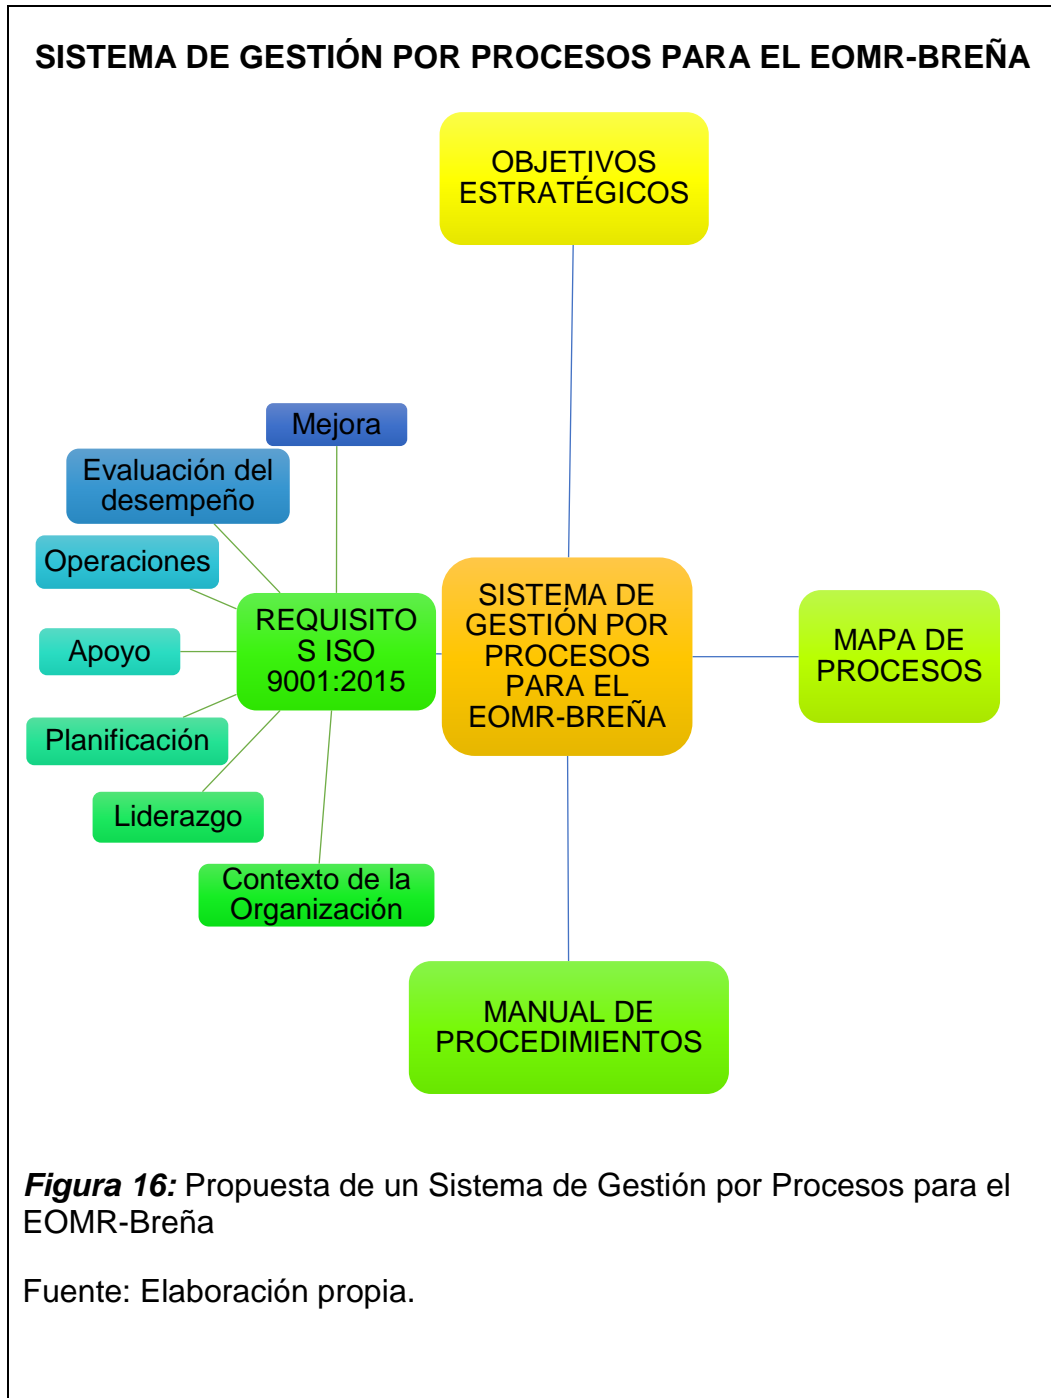 SISTEMA DE GESTIÓN POR PROCESOS PARA EL EOMR-BREÑA
OBJETIVOS
ESTRATÉGICOS
Mejora
Evaluación del
desempeño
Operaciones
Apoyo
Planificación
Liderazgo
Contexto de la
Organización
REQUISITO
S ISO
9001:2015
SISTEMA DE
GESTIÓN POR
PROCESOS
PARA EL
EOMR-BREÑA
MAPA DE
PROCESOS
MANUAL DE
PROCEDIMIENTOS
Figura 16: Propuesta de un Sistema de Gestión por Procesos para el
EOMR-Breña
Fuente: Elaboración propia.